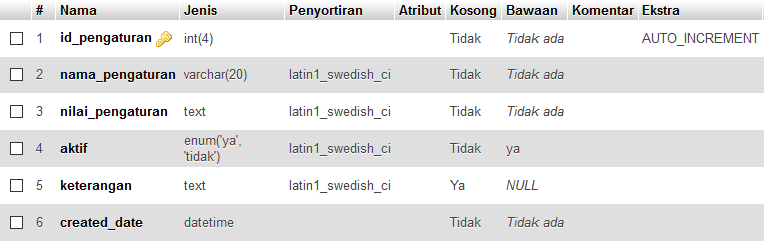 # Nama Jenis Penyortiran Atribut Kosong Bawaan Komentar Ekstra
1 id_pengaturan int(4) Tidak Tidak ada AUTO_INCREMENT
2 nama_pengaturan varchar(20) latin1_swedish_ci Tidak Tidak ada
3 nilai_pengaturan text latin1_swedish_ci Tidak Tidak ada
4 aktif enum('ya', 'tidak') latin1_swedish_ci Tidak ya
5 keterangan text latin1_swedish_ci Ya NULL
6 created_date datetime Tidak Tidak ada